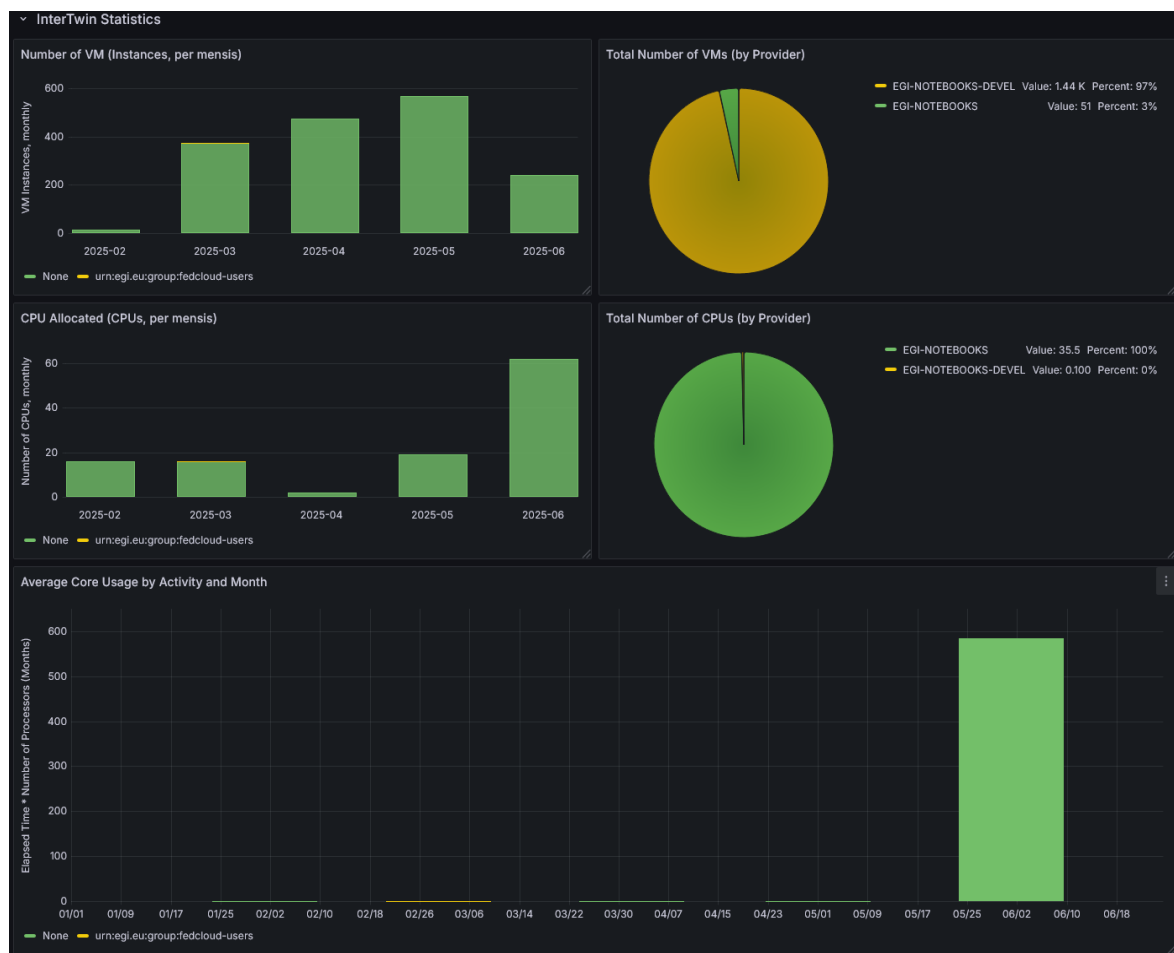 InterTwin Statistics
Number of VM (Instances, per mensis)
VM Instances, monthly
600
400
200
0
2025-02 2025-03 2025-04 2025-05 2025-06
None urn:egi.eu:group:fedcloud-users
Total Number of VMs (by Provider)
EGI-NOTEBOOKS-DEVEL Value: 1.44 K Percent: 97%
EGI-NOTEBOOKS Value: 51 Percent: 3%
CPU Allocated (CPUs, per mensis)
Number of CPUs, monthly
60
40
20
0
2025-02 2025-03 2025-04 2025-05 2025-06
None urn:egi.eu:group:fedcloud-users
Total Number of CPUs (by Provider)
EGI-NOTEBOOKS Value: 35.5 Percent: 100%
EGI-NOTEBOOKS-DEVEL Value: 0.100 Percent: 0%
Average Core Usage by Activity and Month
Elapsed Time * Number of Processors (Months)
600
500
400
300
200
100
0
01/01 01/09 01/17 01/25 02/02 02/10 02/18 02/26 03/06 03/14 03/22 03/30 04/07 04/15 04/23 05/01 05/09 05/17 05/25 06/02 06/10 06/18
None urn:egi.eu:group:fedcloud-users